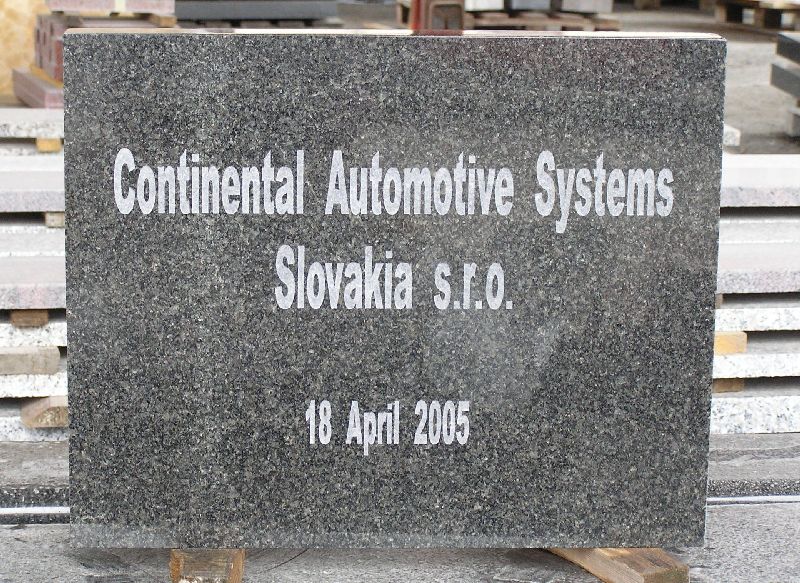 Continental Automotive Systems
Slovakia s.r.o.
18 April 2005